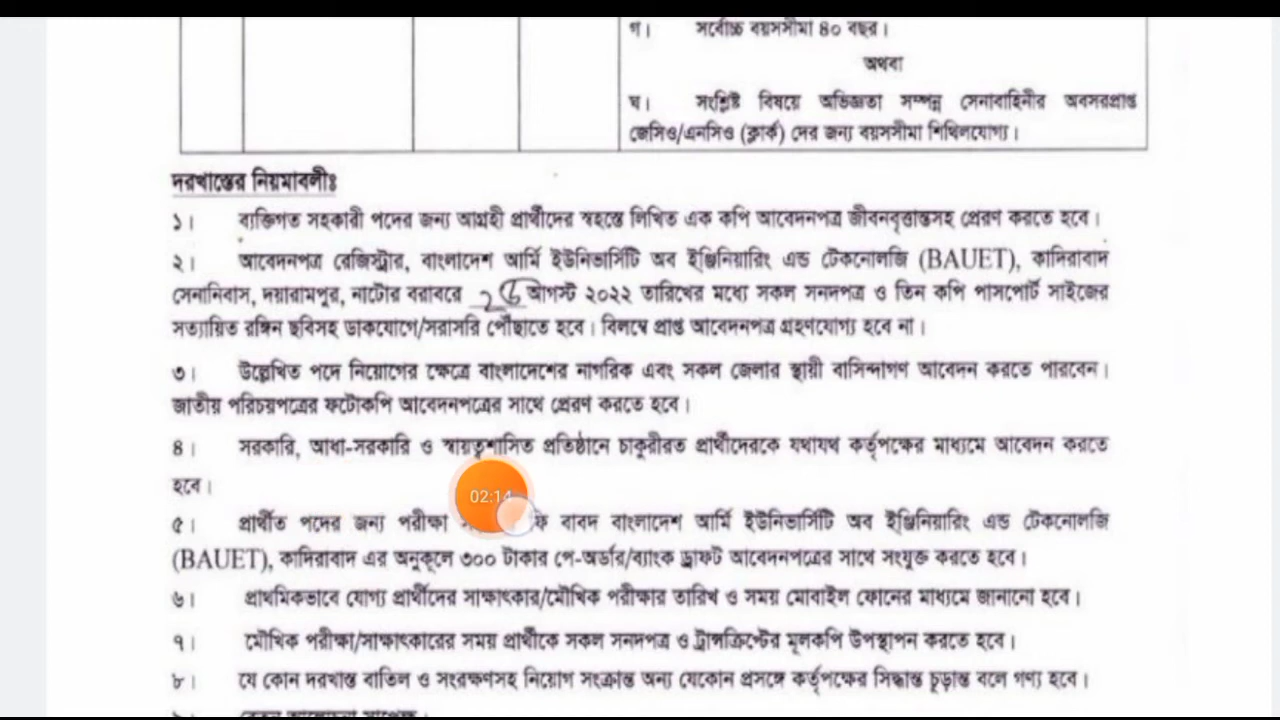 গ। সর্বোচ্চ বয়সসীমা ৪০ বছর।
অথবা
ঘ। সংশ্লিষ্ট বিষয়ে অভিজ্ঞতা সম্পন্ন সেনাবাহিনীর অবসরপ্রাপ্ত
জেসিও/এনসিও (ক্লার্ক) দের জন্য বয়সসীমা শিথিলযোগ্য।
দরখাস্তের নিয়মাবলীঃ
১। ব্যক্তিগত সহকারী পদের জন্য আগ্রহী প্রার্থীদের স্বহস্তে লিখিত এক কপি আবেদনপত্র জীবনবৃত্তান্তসহ প্রেরণ করতে হবে।
২। আবেদনপত্র রেজিস্ট্রার, বাংলাদেশ আর্মি ইউনিভার্সিটি অব ইঞ্জিনিয়ারিং এন্ড টেকনোলজি (BAUET), কাদিরাবাদ
সেনানিবাস, দয়ারামপুর, নাটোর বরাবরে আগস্ট ২০২২ তারিখের মধ্যে সকল সনদপত্র ও তিন কপি পাসপোর্ট সাইজের
সত্যায়িত রঙ্গিন ছবিসহ ডাকযোগে/সরাসরি পৌঁছাতে হবে। বিলম্বে প্রাপ্ত আবেদনপত্র গ্রহণযোগ্য হবে না।
৩। উল্লেখিত পদে নিয়োগের ক্ষেত্রে বাংলাদেশের নাগরিক এবং সকল জেলার স্থায়ী বাসিন্দাগণ আবেদন করতে পারবেন।
জাতীয় পরিচয়পত্রের ফটোকপি আবেদনপত্রের সাথে প্রেরণ করতে হবে।
৪। সরকারি, আধা-সরকারি ও স্বায়ত্বশাসিত প্রতিষ্ঠানে চাকুরীরত প্রার্থীদেরকে যথাযথ কর্তৃপক্ষের মাধ্যমে আবেদন করতে
হবে।
02:14
৫। প্রার্থীত পদের জন্য পরীক্ষা বাবদ বাংলাদেশ আর্মি ইউনিভার্সিটি অব ইঞ্জিনিয়ারিং এন্ড টেকনোলজি
(BAUET), কাদিরাবাদ এর অনুকূলে ৩০০ টাকার পে-অর্ডার/ব্যাংক ড্রাফট আবেদনপত্রের সাথে সংযুক্ত করতে হবে।
৬। প্রাথমিকভাবে যোগ্য প্রার্থীদের সাক্ষাৎকার/মৌখিক পরীক্ষার তারিখ ও সময় মোবাইল ফোনের মাধ্যমে জানানো হবে।
৭। মৌখিক পরীক্ষা/সাক্ষাৎকারের সময় প্রার্থীকে সকল সনদপত্র ও ট্রান্সক্রিপ্টের মূলকপি উপস্থাপন করতে হবে।
৮। যে কোন দরখাস্ত বাতিল ও সংরক্ষণসহ নিয়োগ সংক্রান্ত অন্য যেকোন প্রসঙ্গে কর্তৃপক্ষের সিদ্ধান্ত চূড়ান্ত বলে গণ্য হবে।